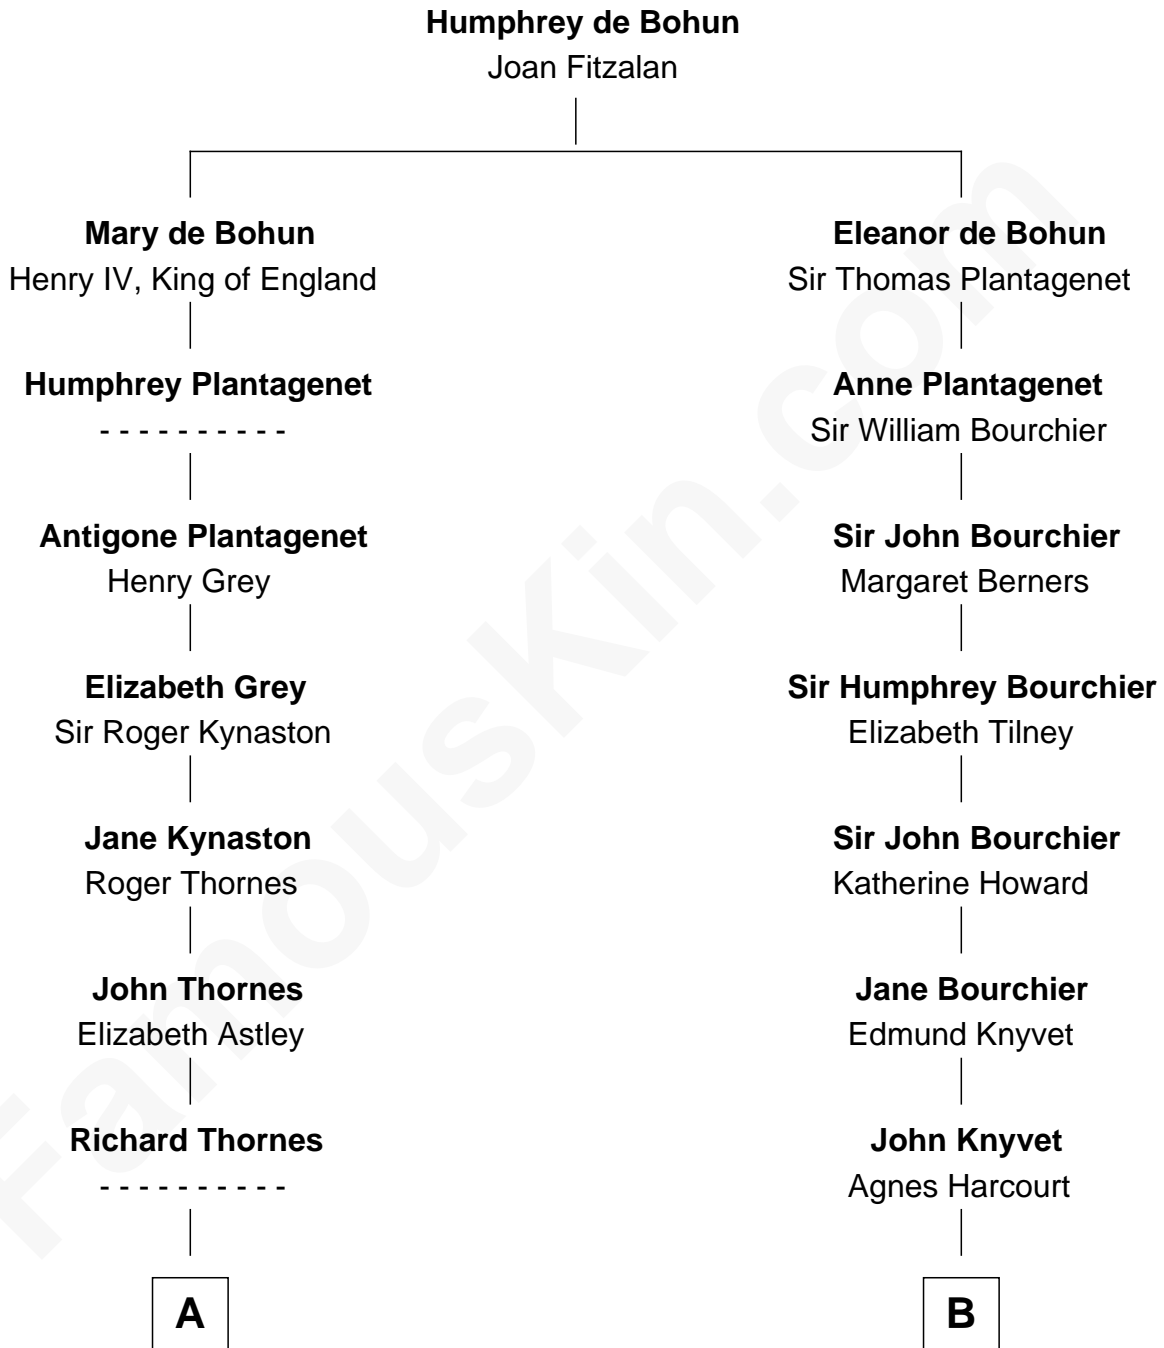 Humphrey de Bohun
Joan Fitzalan
Mary de Bohun
Henry IV, King of England
Humphrey Plantagenet
- - - - - - - - - -
Antigone Plantagenet
Henry Grey
Elizabeth Grey
Sir Roger Kynaston
Jane Kynaston
Roger Thornes
John Thornes
Elizabeth Astley
Richard Thornes
- - - - - - - - - -
A
Eleanor de Bohun
Sir Thomas Plantagenet
Anne Plantagenet
Sir William Bourchier
Sir John Bourchier
Margaret Berners
Sir Humphrey Bourchier
Elizabeth Tilney
Sir John Bourchier
Katherine Howard
Jane Bourchier
Edmund Knyvet
John Knyvet
Agnes Harcourt
B
FamousKin.com